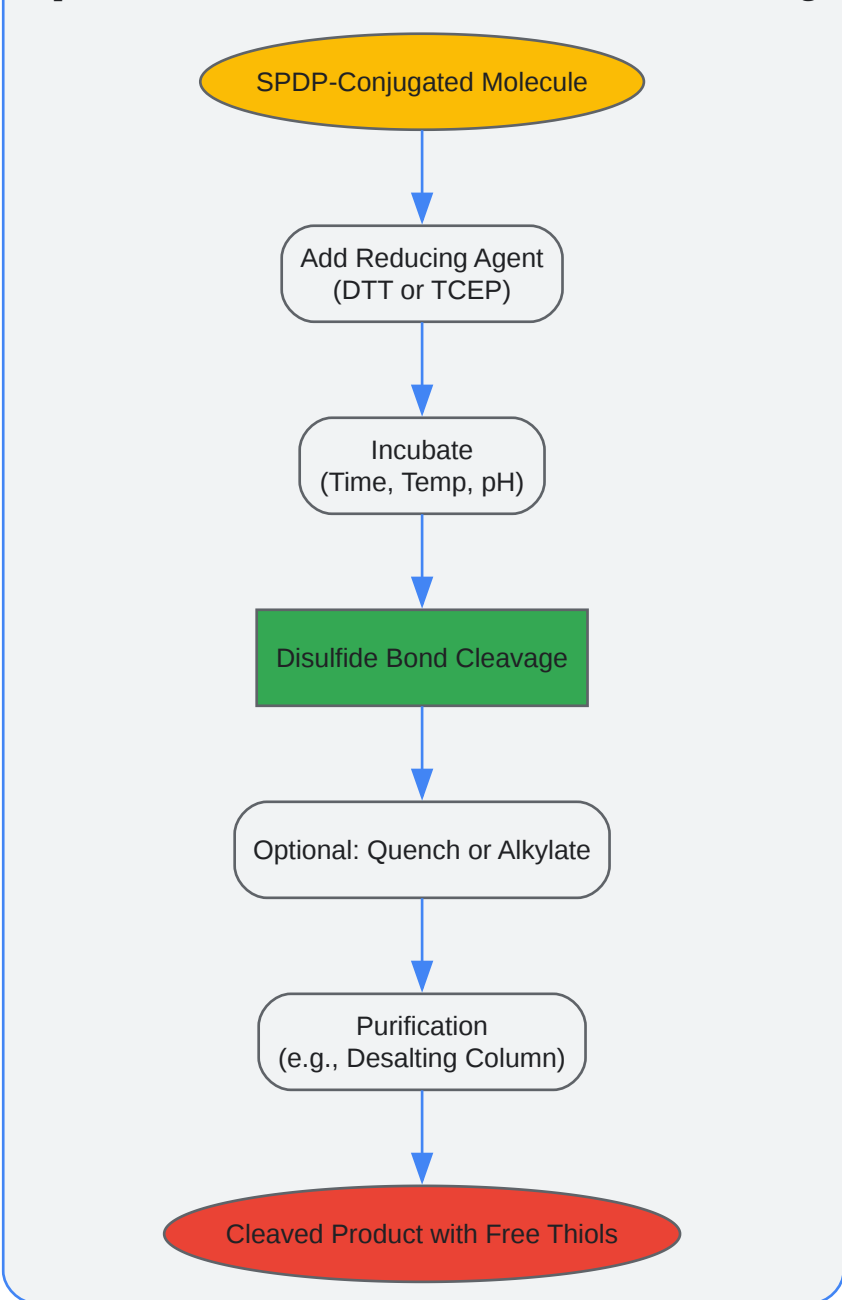 SPDP-Conjugated Molecule
Add Reducing Agent
(DTT or TCEP)
Incubate
(Time, Temp, pH)
Disulfide Bond Cleavage
Optional: Quench or Alkylate
Purification
(e.g., Desalting Column)
Cleaved Product with Free Thiols